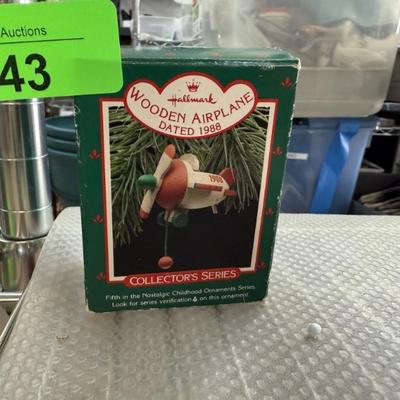 Auctions
43
Hallmark
WOODEN AIRPLANE
DATED 1988
1988
COLLECTOR'S SERIES
Fifth in the Nostalgic Childhood Ornaments Series.
Look for series verification on this ornament.